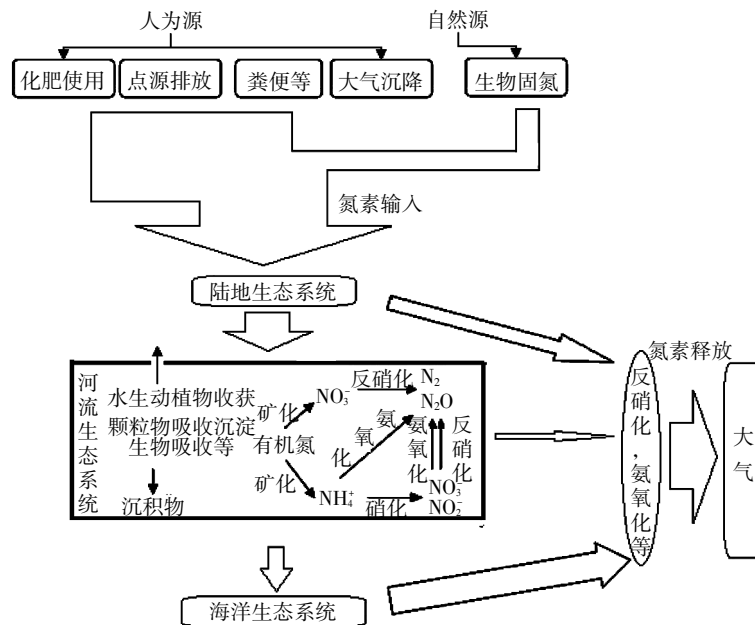 人为源
自然源
化肥使用
点源排放
粪便等
大气沉降
生物固氮
氮素输入
陆地生态系统
氮素释放
河流生态系统
水生动植物收获
颗粒物吸收沉淀
生物吸收等
沉积物
有机氮
矿化
NO₃⁻
反硝化
N₂
N₂O
矿化
NH₄⁺
氨氧化
硝化
氨氧化
反硝化
NO₃⁻
NO₂⁻
反硝化，氨氧化等
大气
海洋生态系统